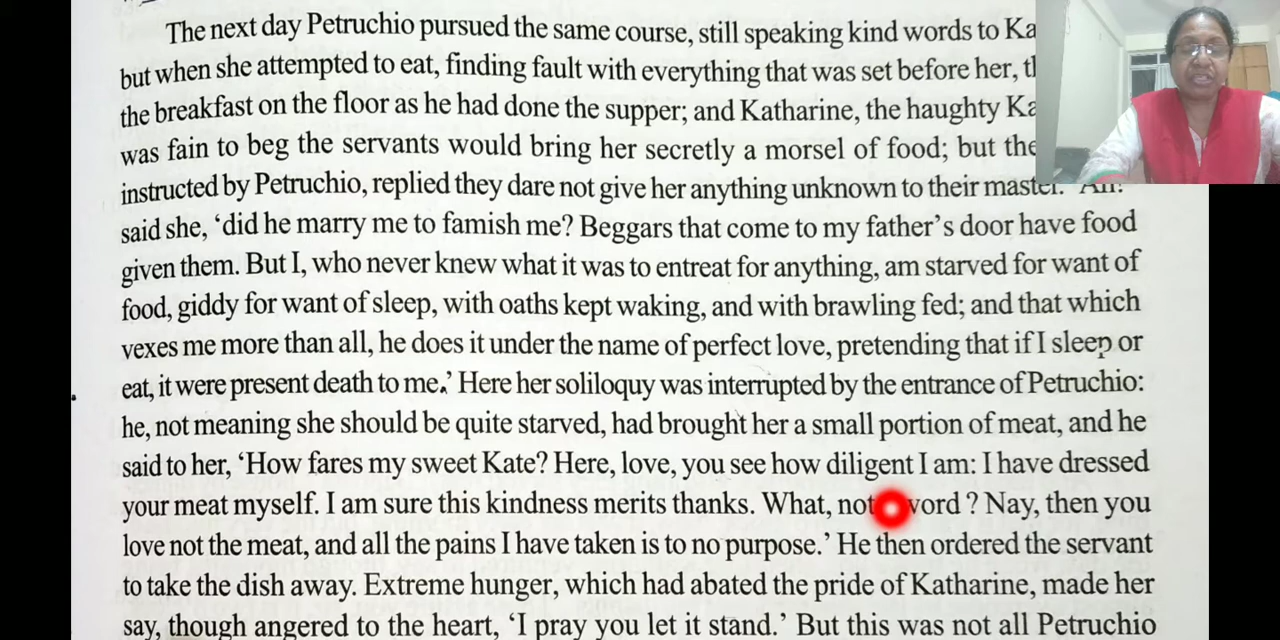 The next day Petruchio pursued the same course, still speaking kind words to
but when she attempted to eat, finding fault with everything that was set before her,
the breakfast on the floor as he had done the supper; and Katharine, the haughty
was fain to beg the servants would bring her secretly a morsel of food; but
instructed by Petruchio, replied they dare not give her anything unknown to their master.
said she, ‘did he marry me to famish me? Beggars that come to my father’s door have food
given them. But I, who never knew what it was to entreat for anything, am starved for want of
food, giddy for want of sleep, with oaths kept waking, and with brawling fed; and that which
vexes me more than all, he does it under the name of perfect love, pretending that if I sleep or
eat, it were present death to me.’ Here her soliloquy was interrupted by the entrance of Petruchio:
he, not meaning she should be quite starved, had brought her a small portion of meat, and he
said to her, ‘How fares my sweet Kate? Here, love, you see how diligent I am: I have dressed
your meat myself. I am sure this kindness merits thanks. What, not word ? Nay, then you
love not the meat, and all the pains I have taken is to no purpose.’ He then ordered the servant
to take the dish away. Extreme hunger, which had abated the pride of Katharine, made her
say, though angered to the heart, ‘I pray you let it stand.’ But this was not all Petruchio